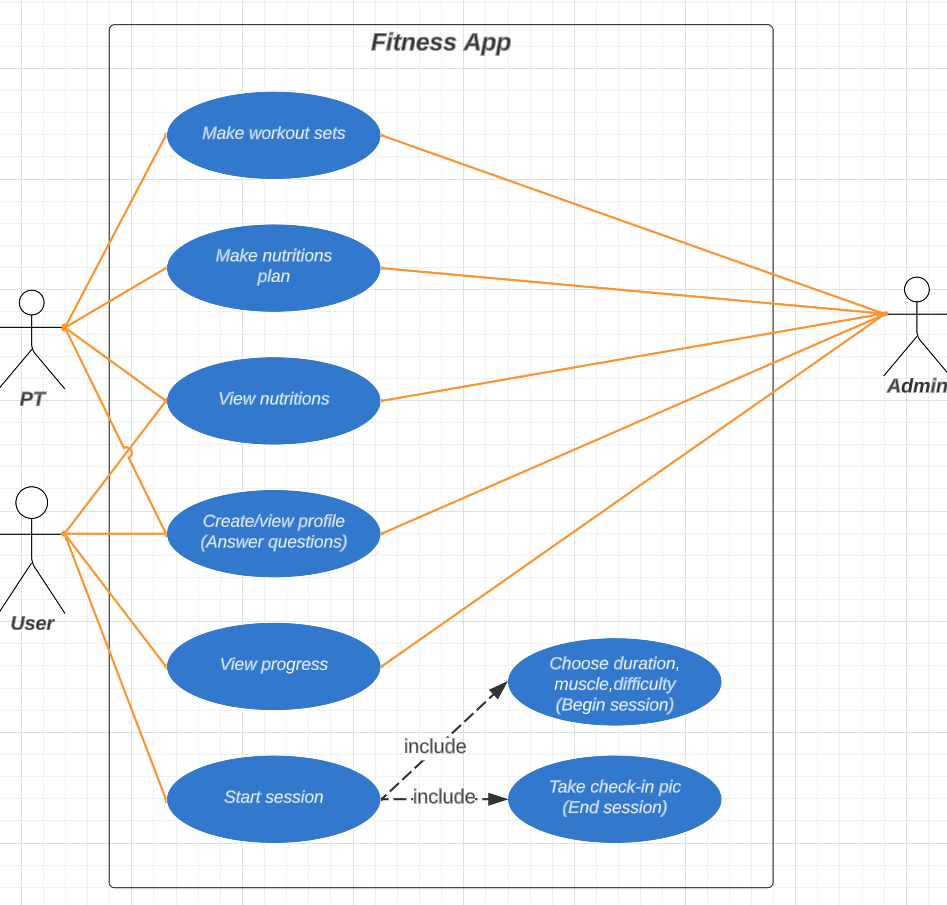 Fitness App
Make workout sets
Make nutritions
plan
PT
Admin
View nutritions
Create/view profile
(Answer questions)
User
View progress
Choose duration,
muscle,difficulty
(Begin session)
include
Start session
include
Take check-in pic
(End session)